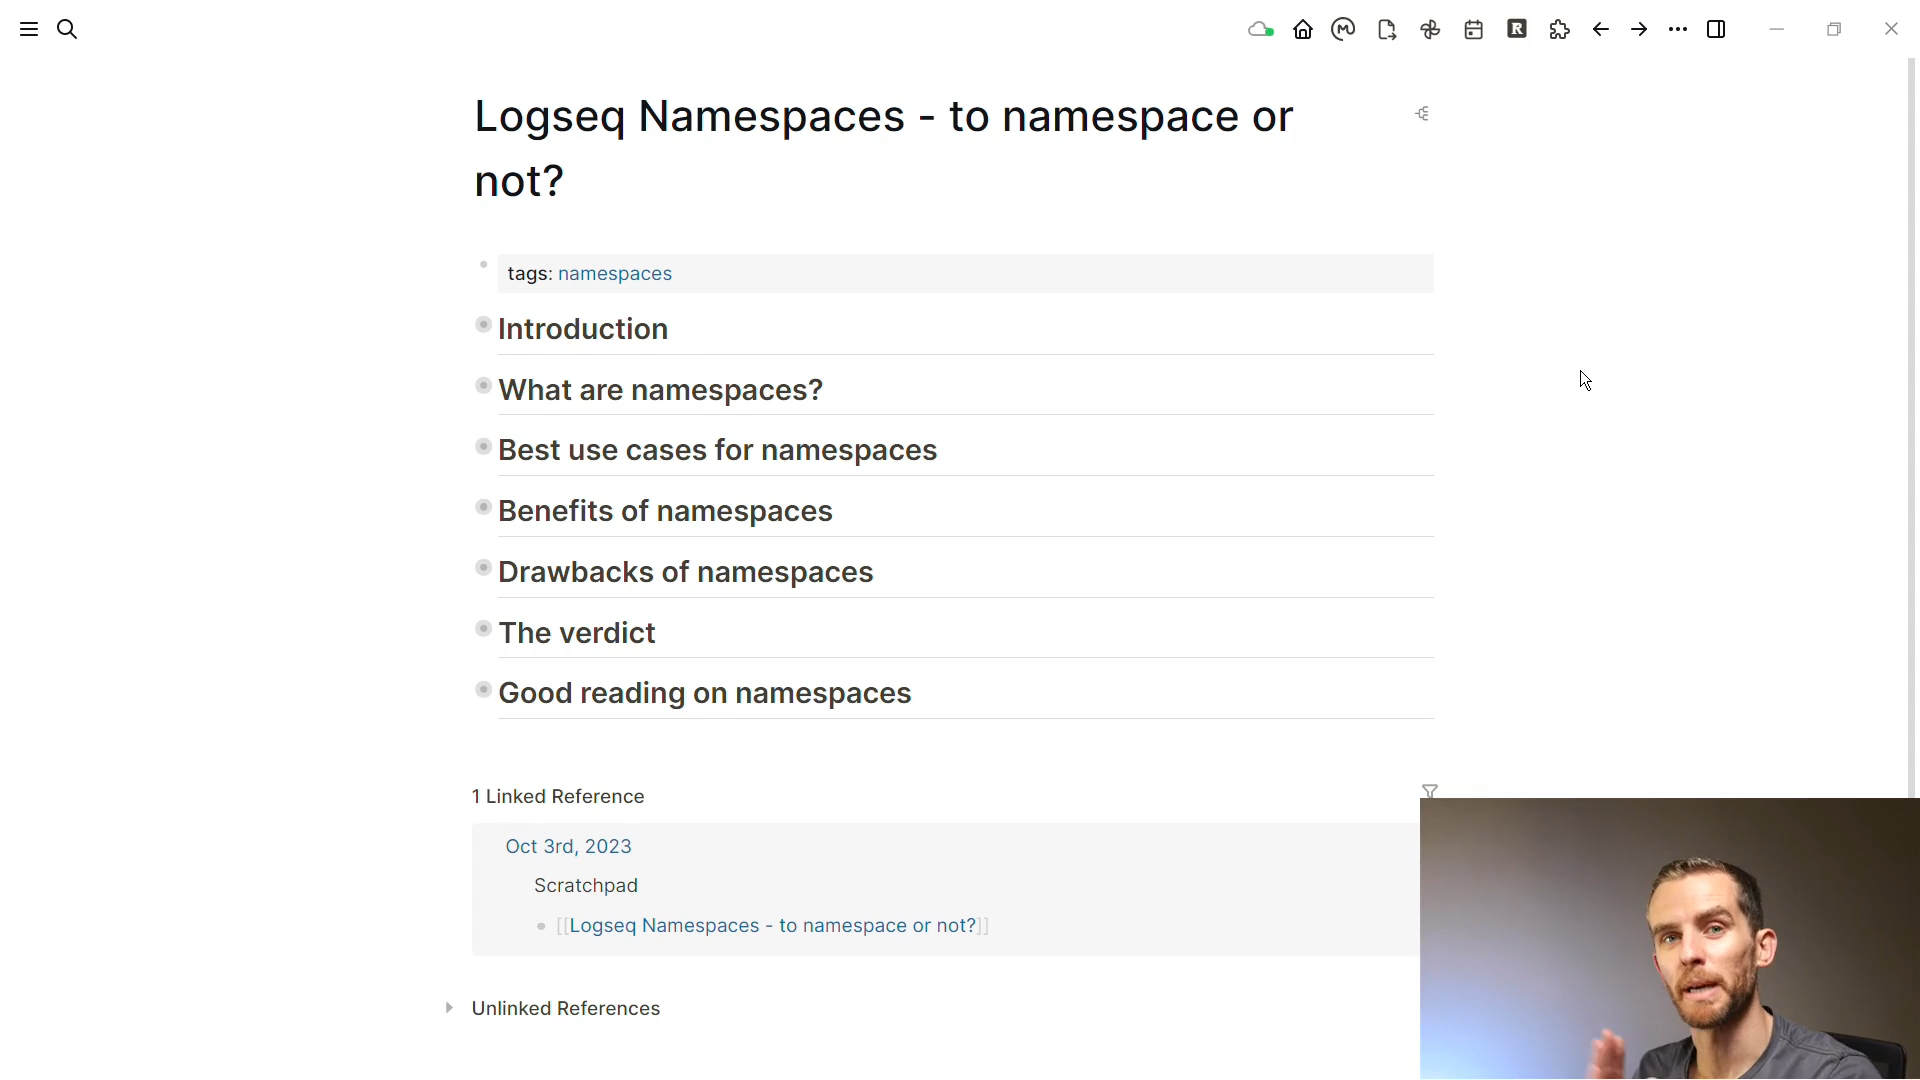 Logseq Namespaces - to namespace or
not?
tags: namespaces
Introduction
What are namespaces?
Best use cases for namespaces
Benefits of namespaces
Drawbacks of namespaces
The verdict
Good reading on namespaces
1 Linked Reference
Oct 3rd, 2023
Scratchpad
[[Logseq Namespaces - to namespace or not?]]
Unlinked References